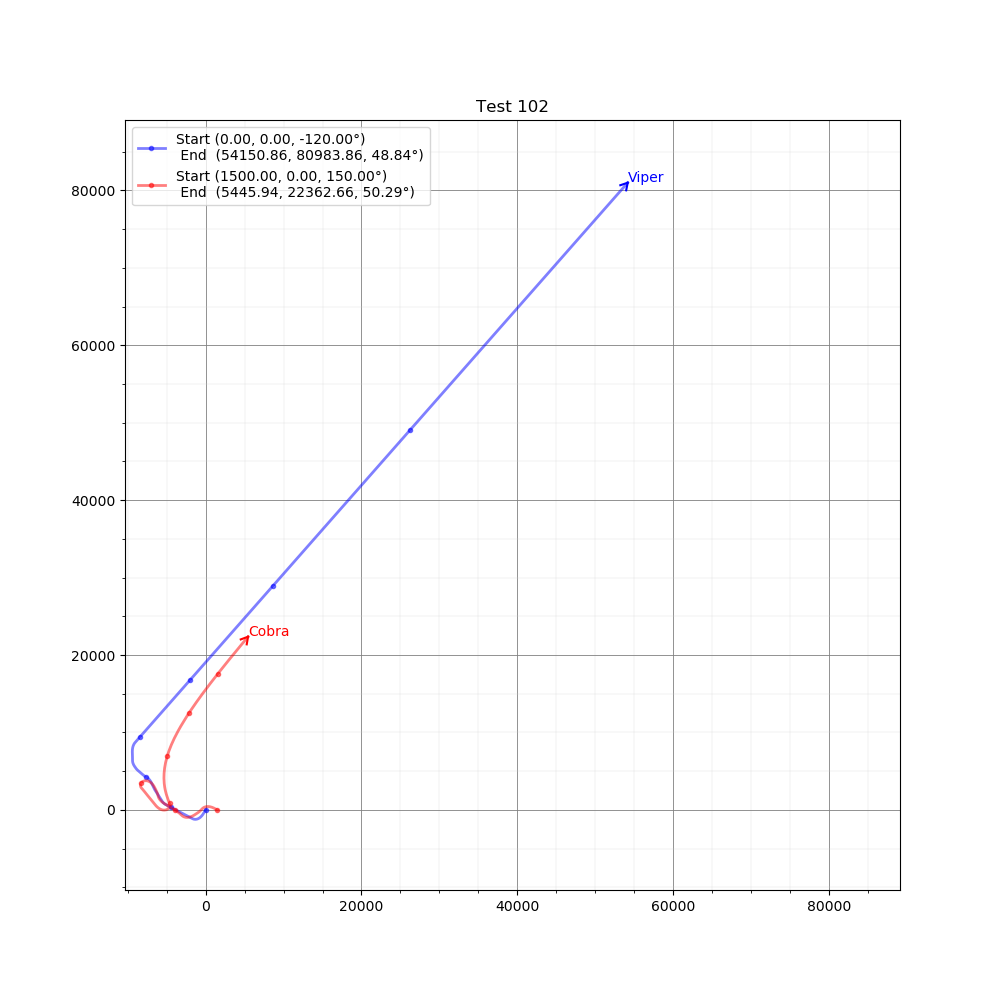 Test 102
Start (0.00, 0.00, -120.00°)
End  (54150.86, 80983.86, 48.84°)
Start (1500.00, 0.00, 150.00°)
End  (5445.94, 22362.66, 50.29°)
Viper
Cobra
80000
60000
40000
20000
0
0
20000
40000
60000
80000